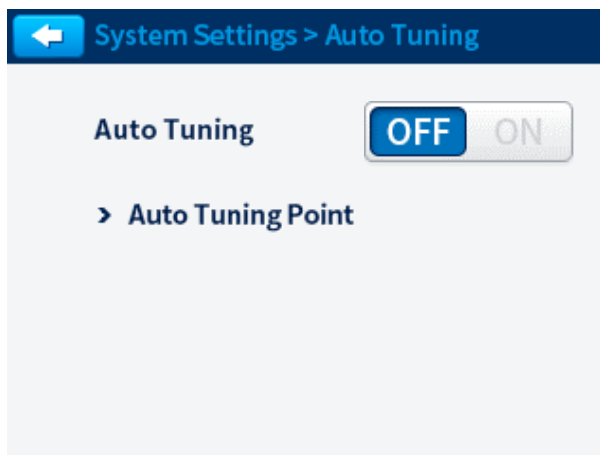 System Settings > Auto Tuning
Auto Tuning OFF ON
> Auto Tuning Point